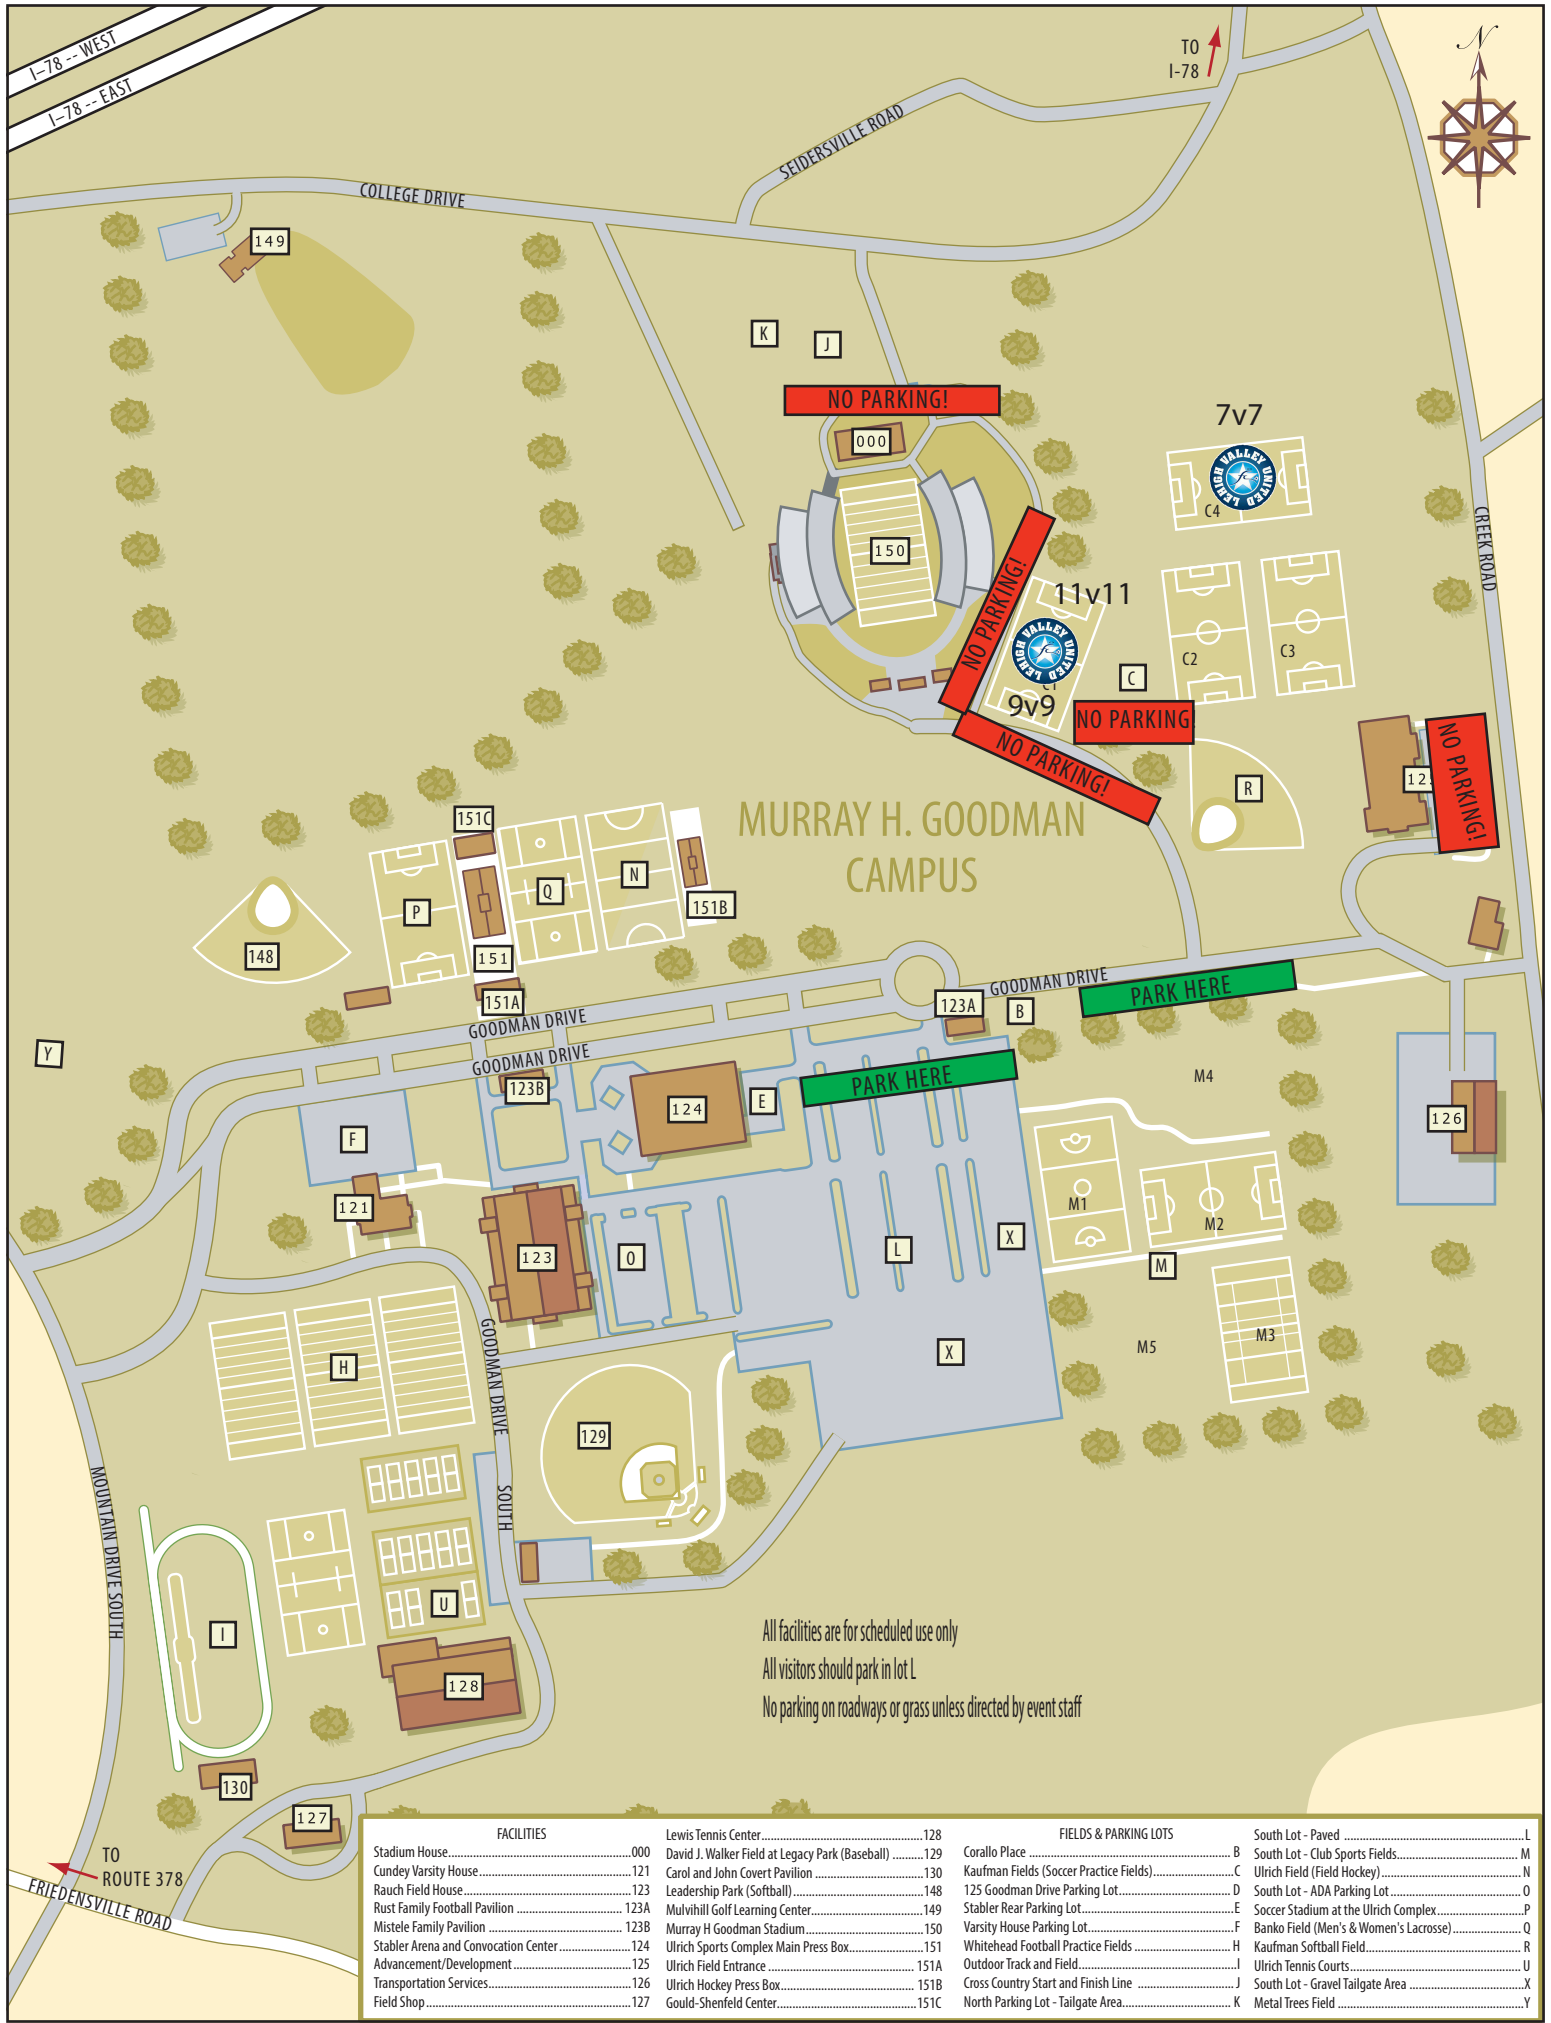 I-78 -- WEST
I-78 -- EAST
TO
I-78
N
SEIDERSVILLE ROAD
COLLEGE DRIVE
149
K
J
NO PARKING!
000
7v7
LEHIGH VALLEY UNITED
fc
C4
CREEK ROAD
150
NO PARKING!
11v11
LEHIGH VALLEY UNITED
fc
C1
9v9
C2
C3
C
NO PARKING
NO PARKING!
R
125
NO PARKING!
MURRAY H. GOODMAN
CAMPUS
151C
P
Q
N
151B
148
151
151A
GOODMAN DRIVE
GOODMAN DRIVE
GOODMAN DRIVE
PARK HERE
123A
B
Y
M4
123B
124
E
PARK HERE
F
126
121
M1
M2
123
O
L
X
M
M3
M5
X
H
GOODMAN DRIVE
SOUTH
129
MOUNTAIN DRIVE SOUTH
U
I
128
All facilities are for scheduled use only
All visitors should park in lot L
No parking on roadways or grass unless directed by event staff
130
127
TO
ROUTE 378
FRIEDENSVILLE ROAD
FACILITIES
Stadium House 000
Cundey Varsity House 121
Rauch Field House 123
Rust Family Football Pavilion 123A
Mistele Family Pavilion 123B
Stabler Arena and Convocation Center 124
Advancement/Development 125
Transportation Services 126
Field Shop 127
Lewis Tennis Center 128
David J. Walker Field at Legacy Park (Baseball) 129
Carol and John Covert Pavilion 130
Leadership Park (Softball) 148
Mulvihill Golf Learning Center 149
Murray H Goodman Stadium 150
Ulrich Sports Complex Main Press Box 151
Ulrich Field Entrance 151A
Ulrich Hockey Press Box 151B
Gould-Shenfeld Center 151C
FIELDS & PARKING LOTS
Corallo Place B
Kaufman Fields (Soccer Practice Fields) C
125 Goodman Drive Parking Lot D
Stabler Rear Parking Lot E
Varsity House Parking Lot F
Whitehead Football Practice Fields H
Outdoor Track and Field I
Cross Country Start and Finish Line J
North Parking Lot - Tailgate Area K
South Lot - Paved L
South Lot - Club Sports Fields M
Ulrich Field (Field Hockey) N
South Lot - ADA Parking Lot O
Soccer Stadium at the Ulrich Complex P
Banko Field (Men's & Women's Lacrosse) Q
Kaufman Softball Field R
Ulrich Tennis Courts U
South Lot - Gravel Tailgate Area X
Metal Trees Field Y